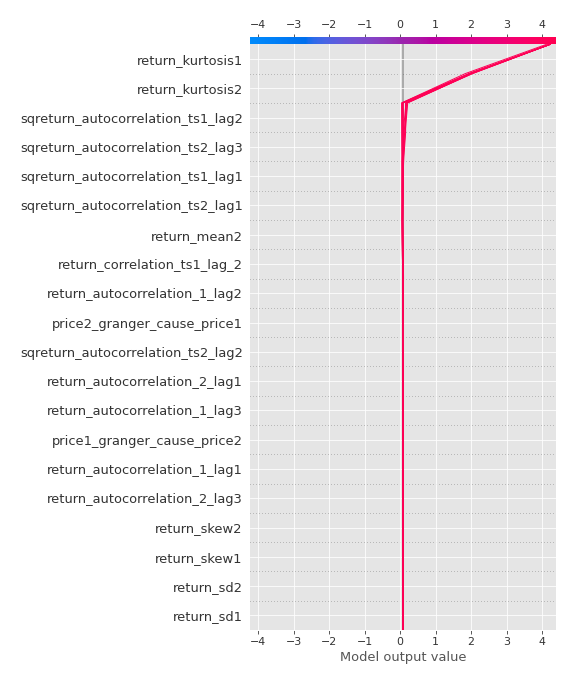 −4 −3 −2 −1 0 1 2 3 4
return_kurtosis1
return_kurtosis2
sqreturn_autocorrelation_ts1_lag2
sqreturn_autocorrelation_ts2_lag3
sqreturn_autocorrelation_ts1_lag1
sqreturn_autocorrelation_ts2_lag1
return_mean2
return_correlation_ts1_lag_2
return_autocorrelation_1_lag2
price2_granger_cause_price1
sqreturn_autocorrelation_ts2_lag2
return_autocorrelation_2_lag1
return_autocorrelation_1_lag3
price1_granger_cause_price2
return_autocorrelation_1_lag1
return_autocorrelation_2_lag3
return_skew2
return_skew1
return_sd2
return_sd1
−4 −3 −2 −1 0 1 2 3 4
Model output value